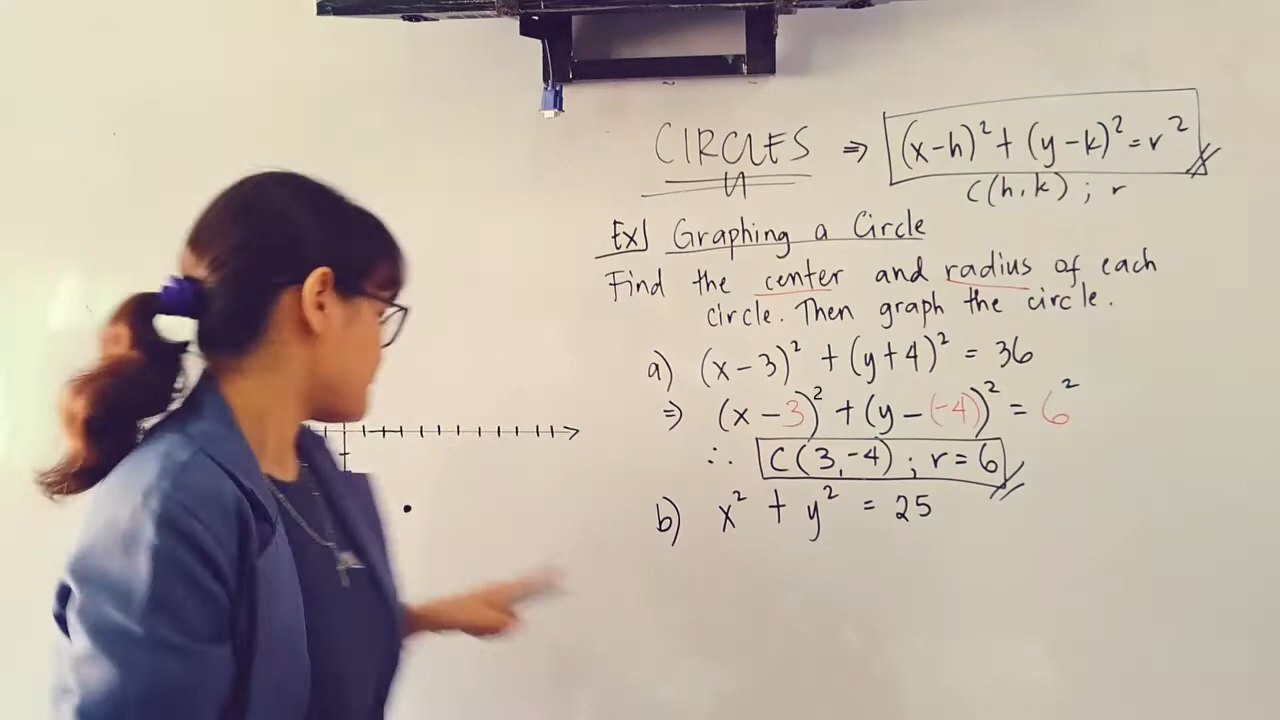 CIRCLES ⇒ (x-h)² + (y-k)² = r²
C(h,k) ; r
Ex] Graphing a Circle
Find the center and radius of each
circle. Then graph the circle.
a) (x-3)² + (y+4)² = 36
⇒ (x-3)² + (y-(-4))² = 6²
∴ C(3,-4) ; r=6
b) x² + y² = 25